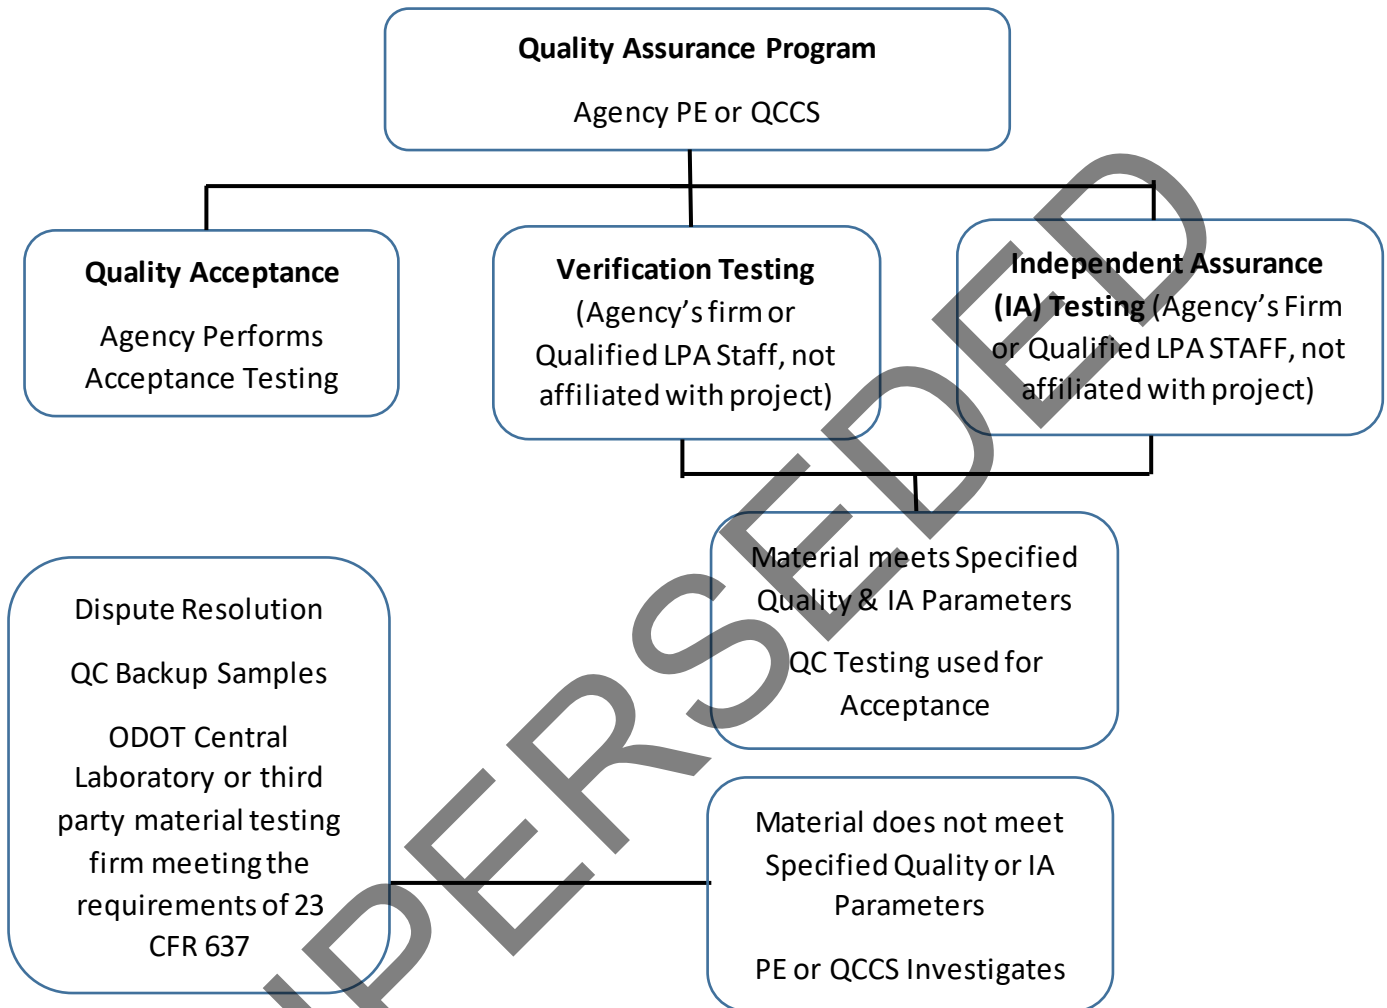 Quality Assurance Program
Agency PE or QCCS
Quality Acceptance
Agency Performs
Acceptance Testing
Verification Testing
(Agency's firm or
Qualified LPA Staff, not
affiliated with project)
Independent Assurance
(IA) Testing (Agency's Firm
or Qualified LPA STAFF, not
affiliated with project)
Material meets Specified
Quality & IA Parameters
QC Testing used for
Acceptance
Dispute Resolution
QC Backup Samples
ODOT Central
Laboratory or third
party material testing
firm meeting the
requirements of 23
CFR 637
Material does not meet
Specified Quality or IA
Parameters
PE or QCCS Investigates
UPERSEDED